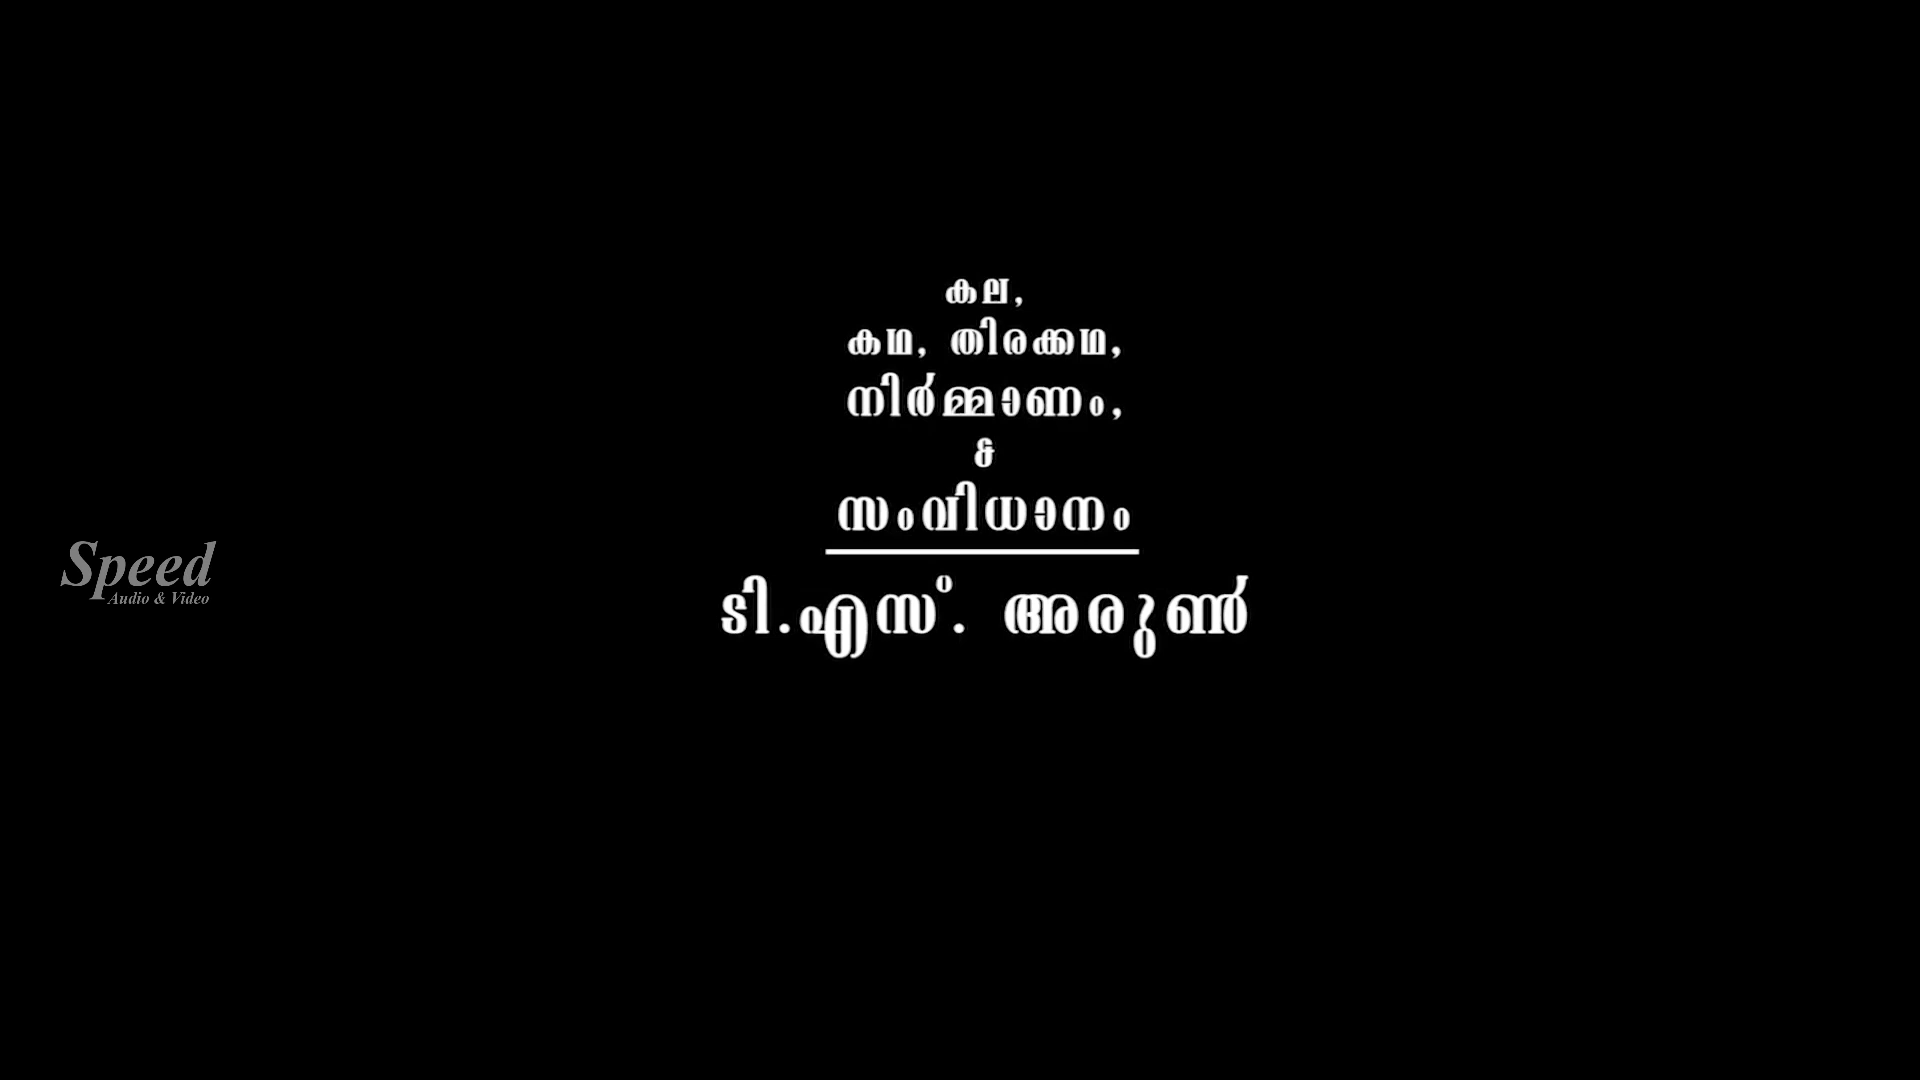 കല,
കഥ, തിരക്കഥ,
നിർമ്മാണം,
&
സംവിധാനം
ടി.എസ്. അരുൺ
Speed
Audio & Video